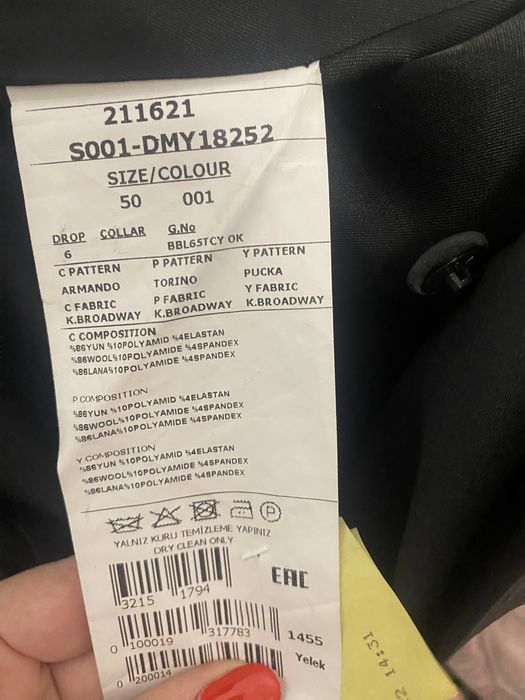 211621
S001-DMY18252
SIZE/COLOUR
50 001
DROP COLLAR G.No
6 BBL65TCY OK
C PATTERN P PATTERN Y PATTERN
ARMANDO TORINO PUCKA
C FABRIC P FABRIC Y FABRIC
K.BROADWAY K.BROADWAY K.BROADWAY
C COMPOSITION
%86YUN %10POLYAMID %4ELASTAN
%86WOOL%10POLYAMIDE %4SPANDEX
%86LANA%10POLYAMIDE %4SPANDEX
P COMPOSITION
%86YUN %10POLYAMID %4ELASTAN
%86WOOL%10POLYAMIDE %4SPANDEX
%86LANA%10POLYAMIDE %4SPANDEX
Y COMPOSITION
%86YUN %10POLYAMID %4ELASTAN
%86WOOL%10POLYAMIDE %4SPANDEX
%86LANA%10POLYAMIDE %4SPANDEX
P
YALNIZ KURU TEMİZLEME YAPINIZ
DRY CLEAN ONLY
EAC
3215 1794
0 100019 317783 1455
Yelek
0 200014
14:31